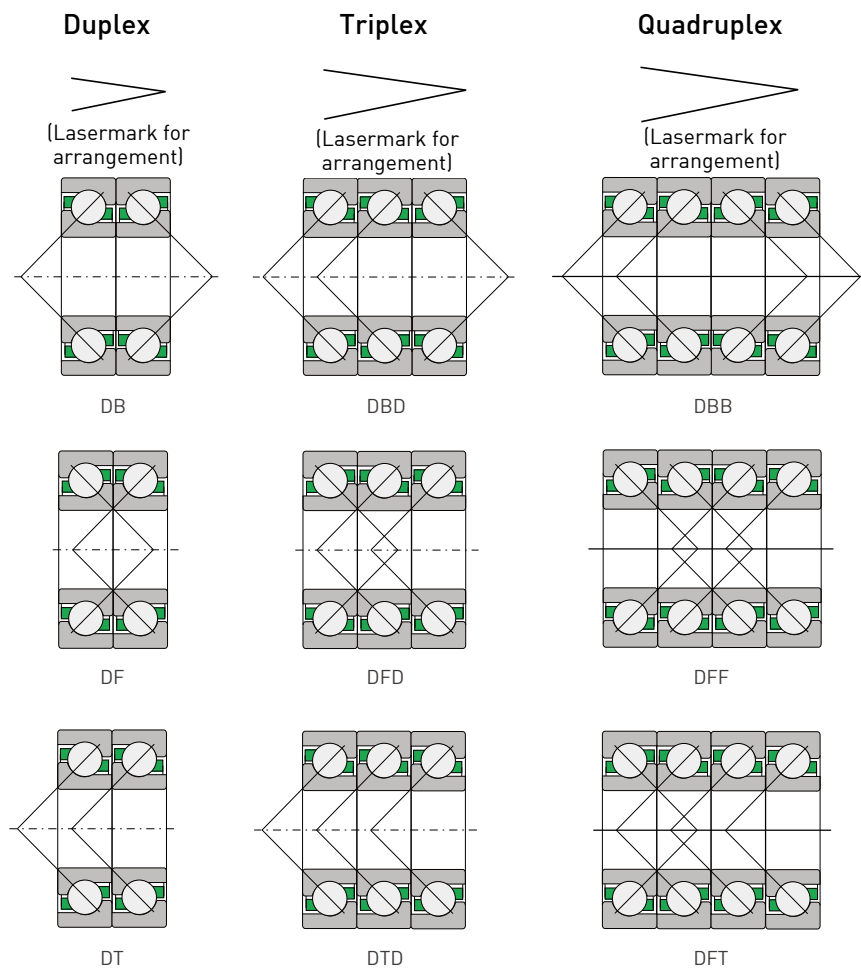 Duplex
Triplex
Quadruplex
(Lasermark for
arrangement)
(Lasermark for
arrangement)
(Lasermark for
arrangement)
DB
DBD
DBB
DF
DFD
DFF
DT
DTD
DFT